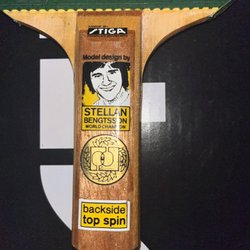 STIGA
Model design by
STELLAN
BENGTSSON
WORLD CHAMPION
backside
top spin